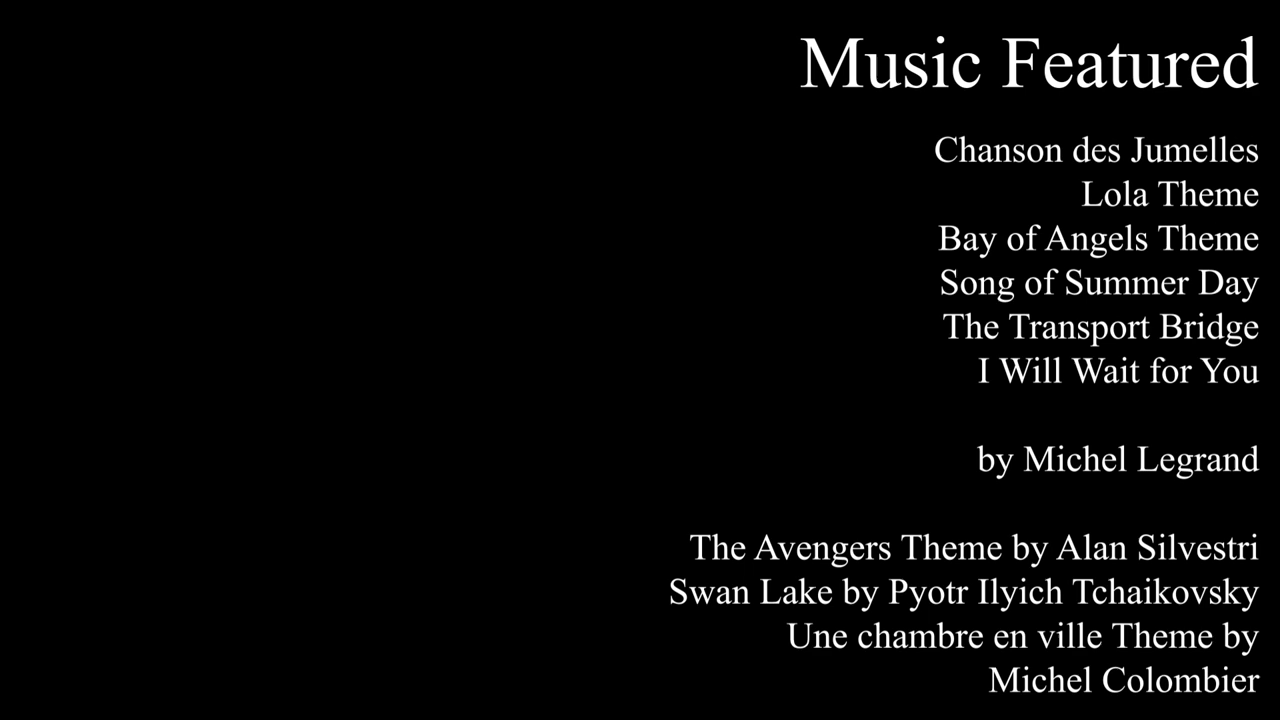 Music Featured
Chanson des Jumelles
Lola Theme
Bay of Angels Theme
Song of Summer Day
The Transport Bridge
I Will Wait for You
by Michel Legrand
The Avengers Theme by Alan Silvestri
Swan Lake by Pyotr Ilyich Tchaikovsky
Une chambre en ville Theme by
Michel Colombier